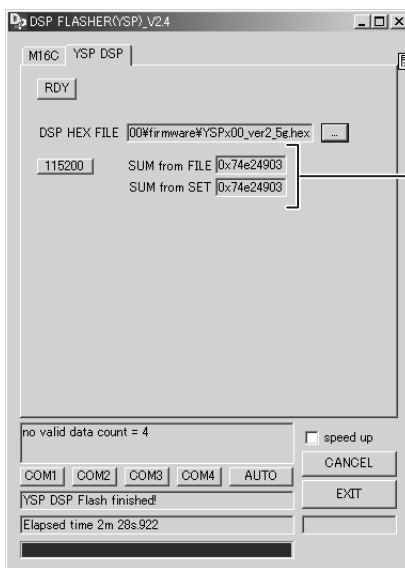 DSP FLASHER(YSP)_V2.4
M16C YSP DSP
RDY
DSP HEX FILE 00¥firmware¥YSPx00_ver2_5g.hex ...
115200 SUM from FILE 0x74e24903
SUM from SET 0x74e24903
no valid data count = 4
speed up
COM1 COM2 COM3 COM4 AUTO CANCEL
YSP DSP Flash finished! EXIT
Elapsed time 2m 28s.922